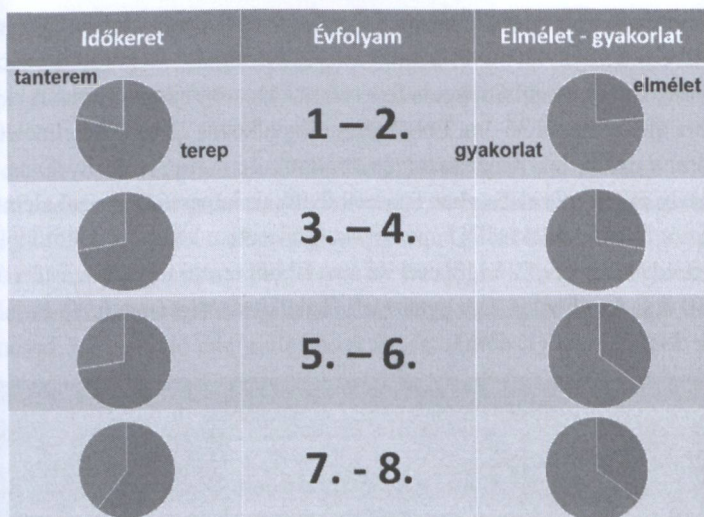 Időkeret Évfolyam Elmélet - gyakorlat
tanterem
elmélet
1 – 2.
terep
gyakorlat
3. – 4.
5. – 6.
7. - 8.